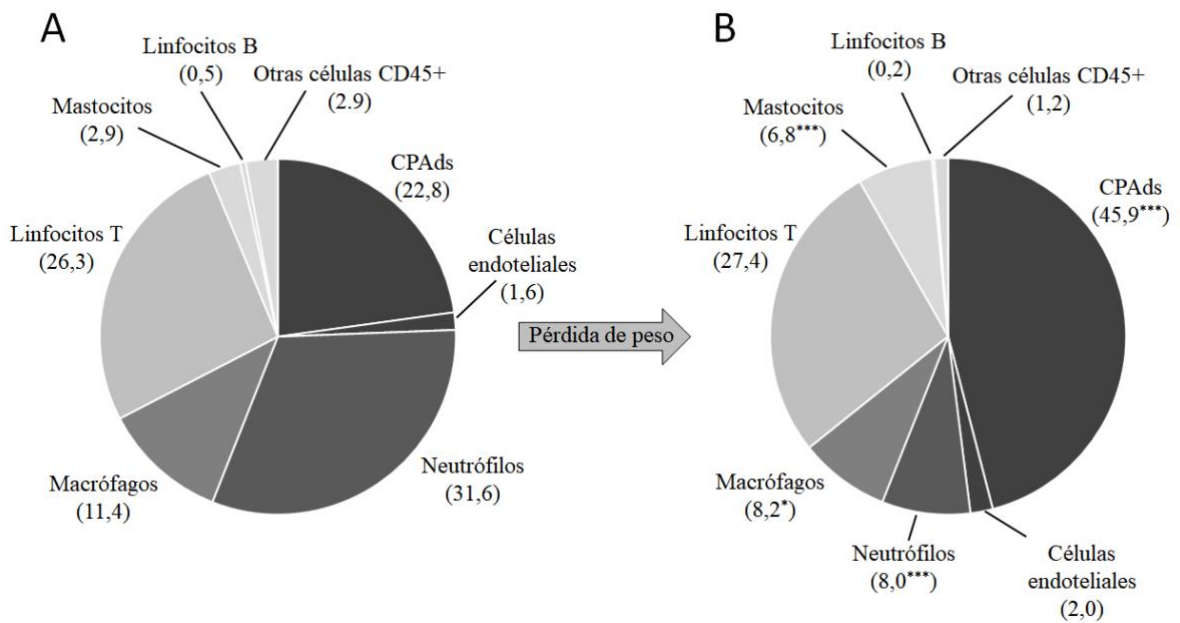 A
Linfocitos B
(0,5)
Otras células CD45+
(2.9)
Mastocitos
(2,9)
CPAds
(22,8)
Linfocitos T
(26,3)
Células
endoteliales
(1,6)
Macrófagos
(11,4)
Neutrófilos
(31,6)
Pérdida de peso
B
Linfocitos B
(0,2)
Otras células CD45+
(1,2)
Mastocitos
(6,8***)
CPAds
(45,9***)
Linfocitos T
(27,4)
Macrófagos
(8,2*)
Neutrófilos
(8,0***)
Células
endoteliales
(2,0)